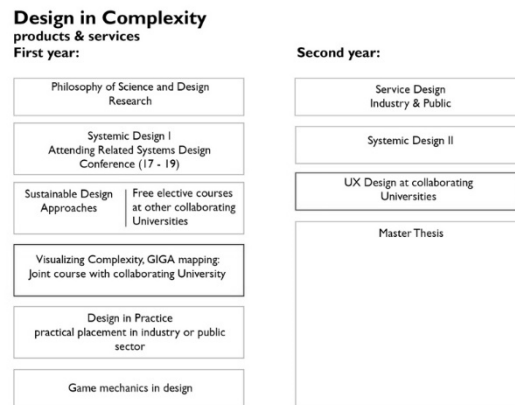 Design in Complexity
products & services
First year:
Philosophy of Science and Design
Research
Systemic Design I
Attending Related Systems Design
Conference (17 - 19)
Sustainable Design
Approaches
Free elective courses
at other collaborating
Universities
Visualizing Complexity, GIGA mapping:
Joint course with collaborating University
Design in Practice
practical placement in industry or public
sector
Game mechanics in design
Second year:
Service Design
Industry & Public
Systemic Design II
UX Design at collaborating
Universities
Master Thesis